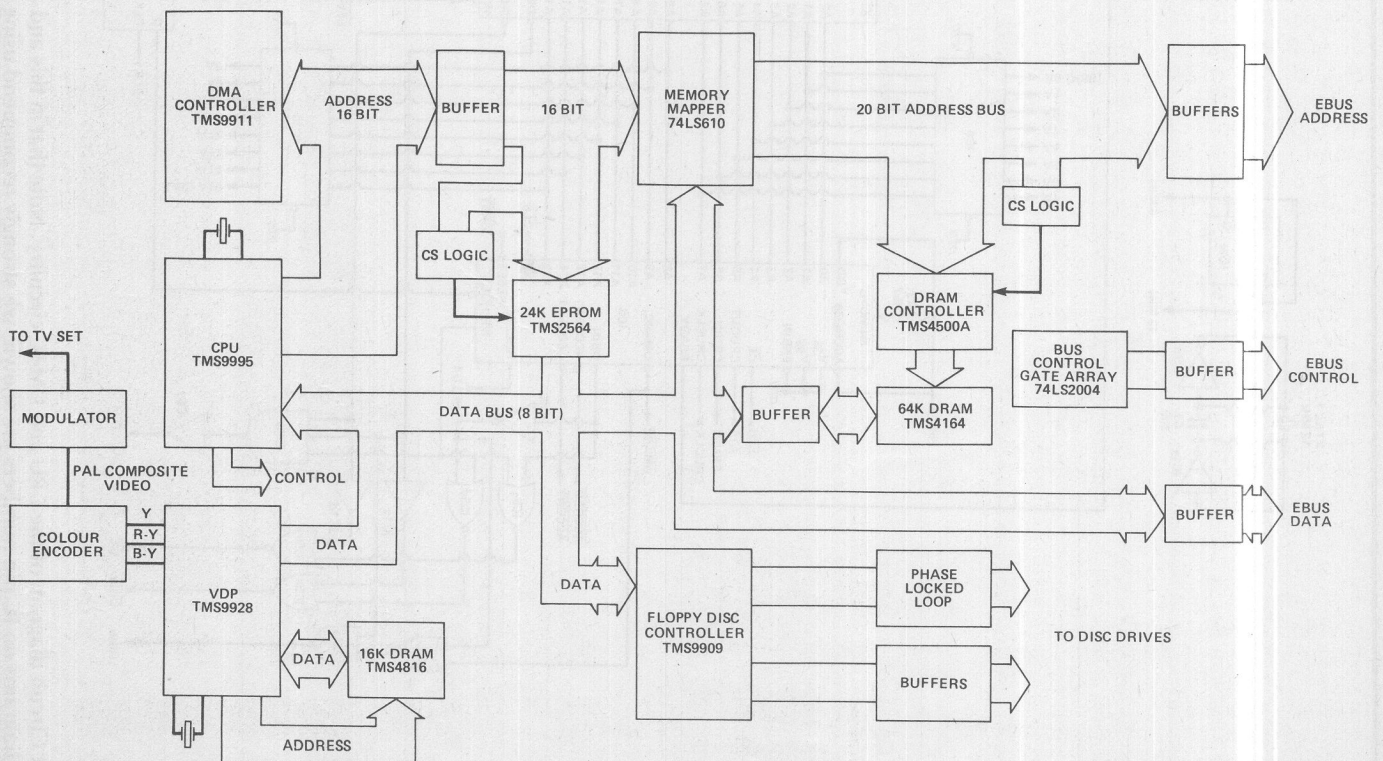 DMA
CONTROLLER
TMS9911
ADDRESS
16 BIT
BUFFER
16 BIT
MEMORY
MAPPER
74LS610
20 BIT ADDRESS BUS
BUFFERS
EBUS
ADDRESS
CS LOGIC
CS LOGIC
24K EPROM
TMS2564
DRAM
CONTROLLER
TMS4500A
TO TV SET
CPU
TMS9995
BUS
CONTROL
GATE ARRAY
74LS2004
BUFFER
EBUS
CONTROL
MODULATOR
DATA BUS (8 BIT)
BUFFER
64K DRAM
TMS4164
PAL COMPOSITE
VIDEO
CONTROL
COLOUR
ENCODER
Y
R-Y
B-Y
DATA
BUFFER
EBUS
DATA
VDP
TMS9928
DATA
FLOPPY DISC
CONTROLLER
TMS9909
PHASE
LOCKED
LOOP
TO DISC DRIVES
DATA
16K DRAM
TMS4816
BUFFERS
ADDRESS